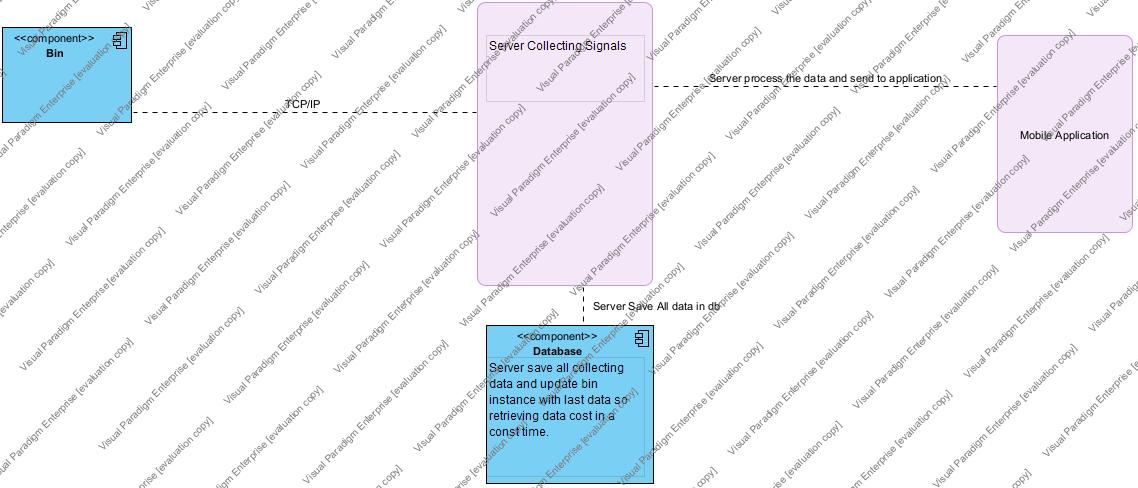 <<component>>
Bin
TCP/IP
Server Collecting Signals
Server process the data and send to application
Mobile Application
Server Save All data in db
<<component>>
Database
Server save all collecting
data and update bin
instance with last data so
retrieving data cost in a
const time.
Visual Paradigm Enterprise [evaluation copy]